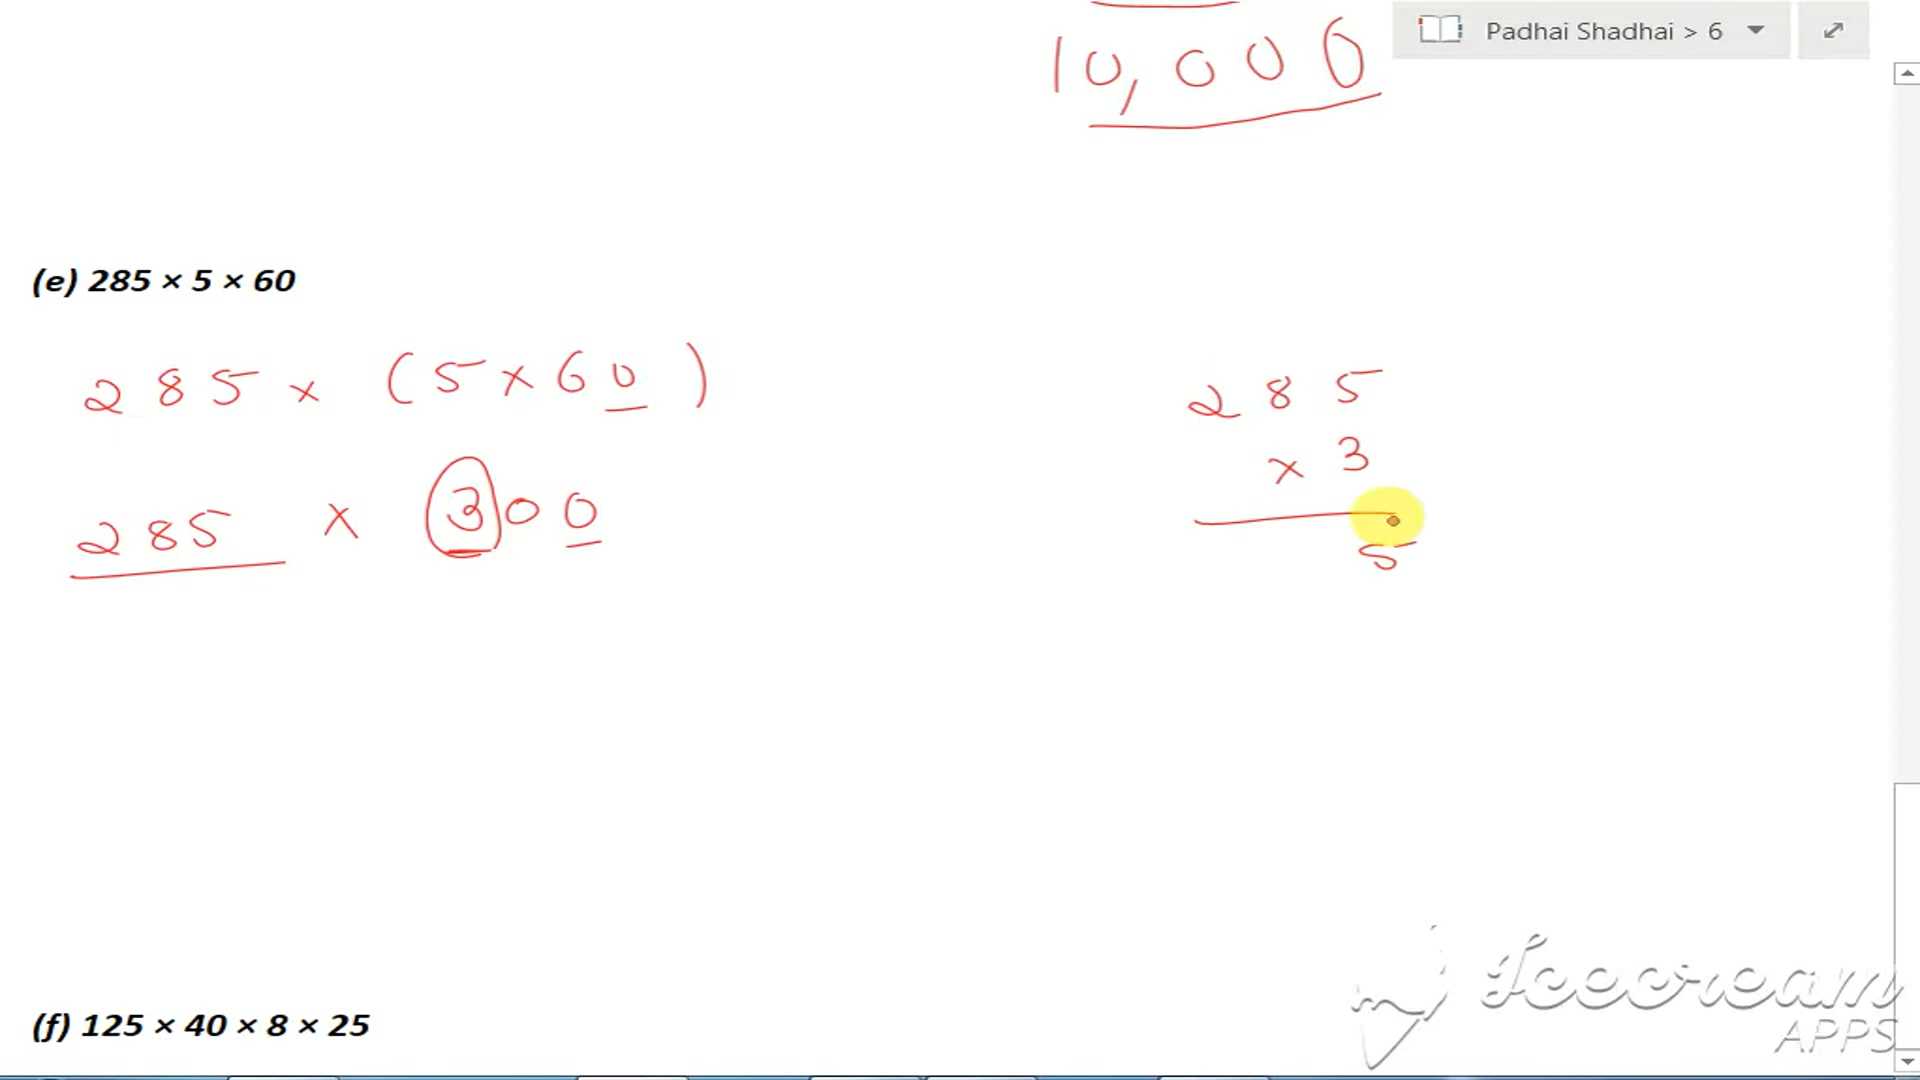 10,000
Padhai Shadhai > 6
(e) 285 × 5 × 60
285 × (5 × 60)
285 × 300
285
× 3
5
(f) 125 × 40 × 8 × 25
Icecream
APPS